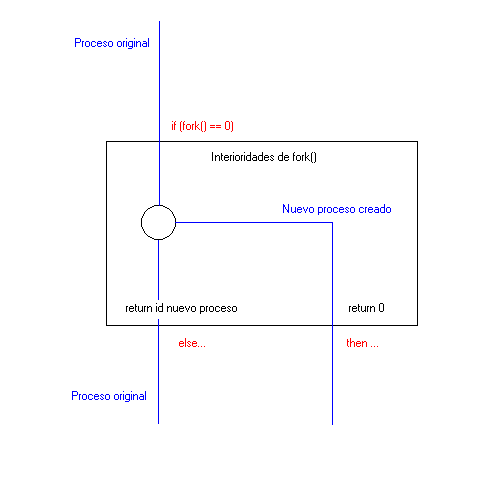 Proceso original
if (fork() == 0)
Interioridades de fork()
Nuevo proceso creado
return id nuevo proceso
return 0
else...
then ...
Proceso original